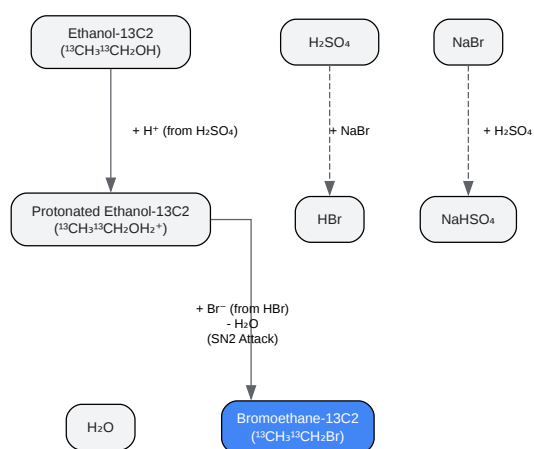 Ethanol-13C2
(¹³CH₃¹³CH₂OH)
H₂SO₄
NaBr
+ H⁺ (from H₂SO₄)
+ NaBr
+ H₂SO₄
Protonated Ethanol-13C2
(¹³CH₃¹³CH₂OH₂⁺)
HBr
NaHSO₄
+ Br⁻ (from HBr)
- H₂O
(SN2 Attack)
H₂O
Bromoethane-13C2
(¹³CH₃¹³CH₂Br)